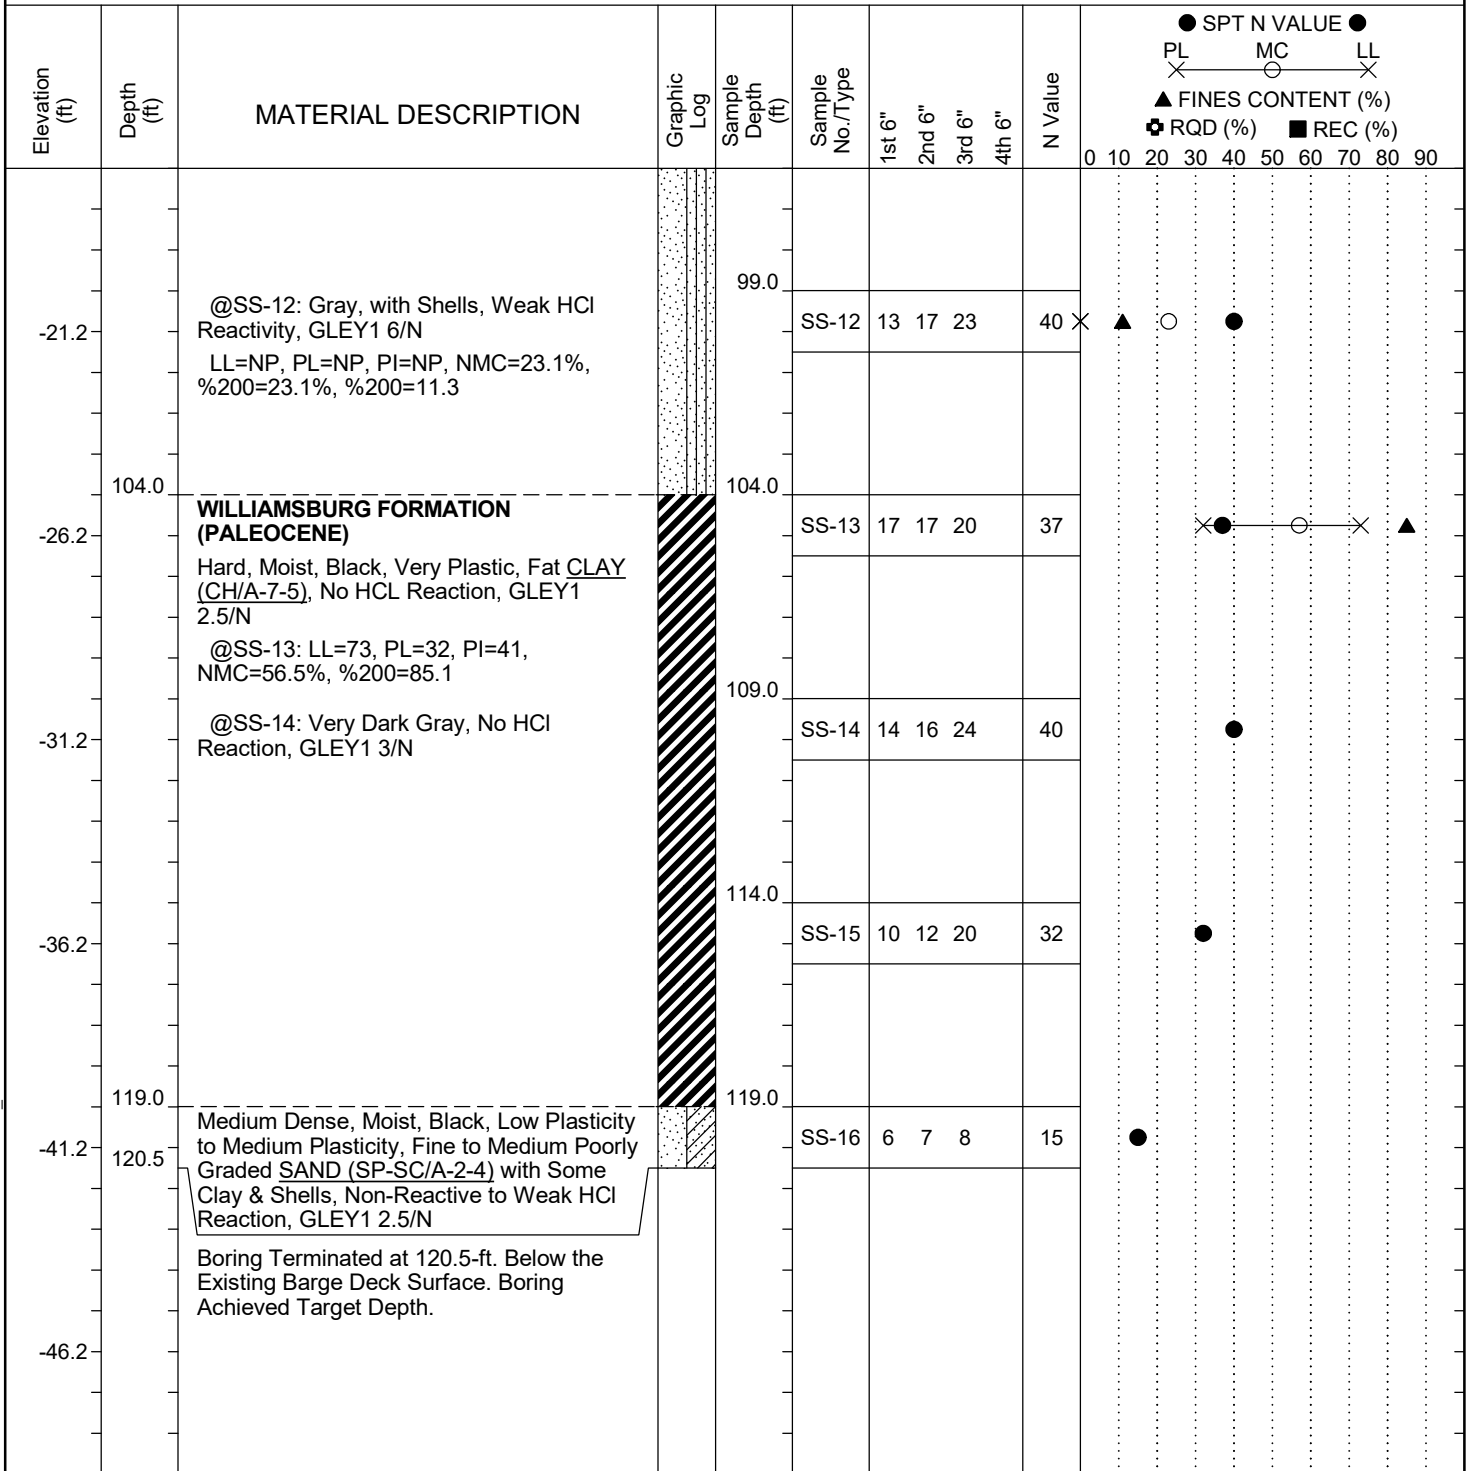 ● SPT N VALUE ●
PL MC LL
▲ FINES CONTENT (%)
RQD (%) ■ REC (%)
0 10 20 30 40 50 60 70 80 90
Elevation
(ft)
Depth
(ft)
MATERIAL DESCRIPTION
Graphic
Log
Sample
Depth
(ft)
Sample
No./Type
1st 6"
2nd 6"
3rd 6"
4th 6"
N Value
99.0
@SS-12: Gray, with Shells, Weak HCl
Reactivity, GLEY1 6/N
-21.2
SS-12 13 17 23 40
LL=NP, PL=NP, PI=NP, NMC=23.1%,
%200=23.1%, %200=11.3
104.0
104.0
WILLIAMSBURG FORMATION
(PALEOCENE)
-26.2
SS-13 17 17 20 37
Hard, Moist, Black, Very Plastic, Fat CLAY
(CH/A-7-5), No HCL Reaction, GLEY1
2.5/N
@SS-13: LL=73, PL=32, PI=41,
NMC=56.5%, %200=85.1
109.0
@SS-14: Very Dark Gray, No HCl
Reaction, GLEY1 3/N
-31.2
SS-14 14 16 24 40
114.0
-36.2
SS-15 10 12 20 32
119.0
119.0
Medium Dense, Moist, Black, Low Plasticity
to Medium Plasticity, Fine to Medium Poorly
Graded SAND (SP-SC/A-2-4) with Some
Clay & Shells, Non-Reactive to Weak HCl
Reaction, GLEY1 2.5/N
-41.2
120.5
SS-16 6 7 8 15
Boring Terminated at 120.5-ft. Below the
Existing Barge Deck Surface. Boring
Achieved Target Depth.
-46.2